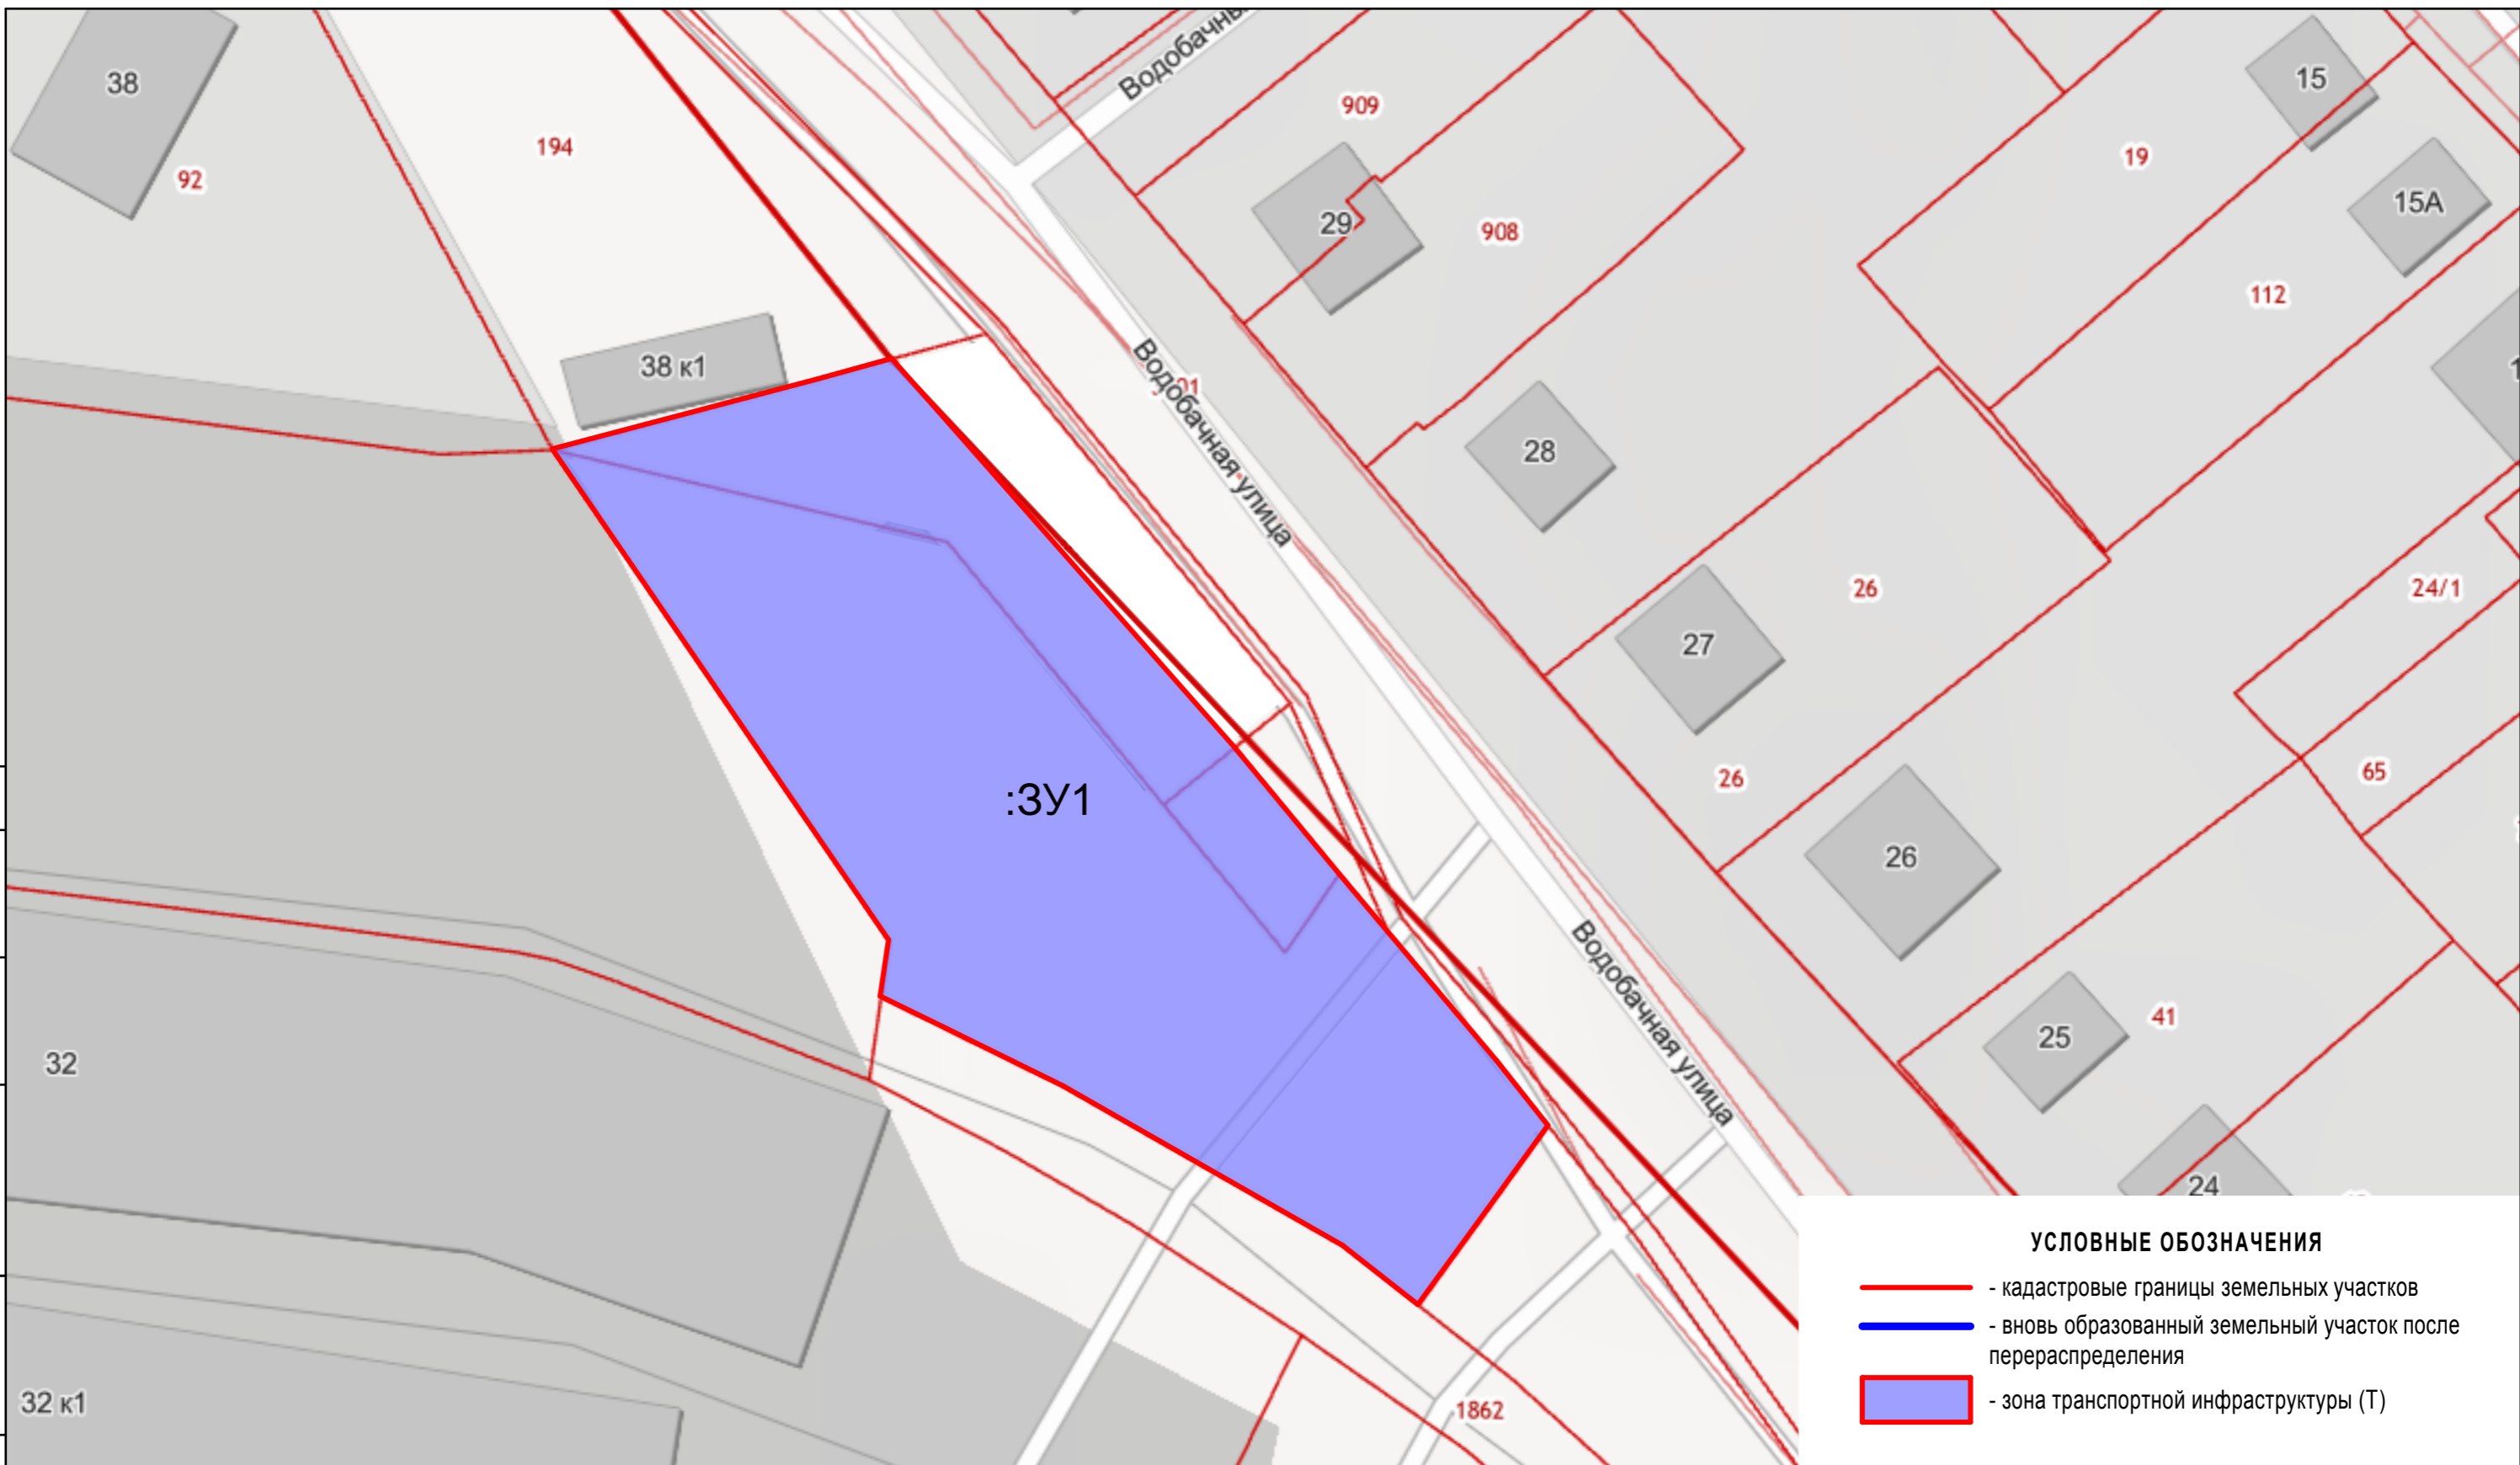 Водобачны
38
15
909
194
19
92
15А
29
908
112
38 к1
Водобачная улица
28
26
24/1
27
65
26
:ЗУ1
26
Водобачная улица
41
25
32
24
УСЛОВНЫЕ ОБОЗНАЧЕНИЯ
- кадастровые границы земельных участков
- вновь образованный земельный участок после
перераспределения
- зона транспортной инфраструктуры (Т)
32 к1
1862